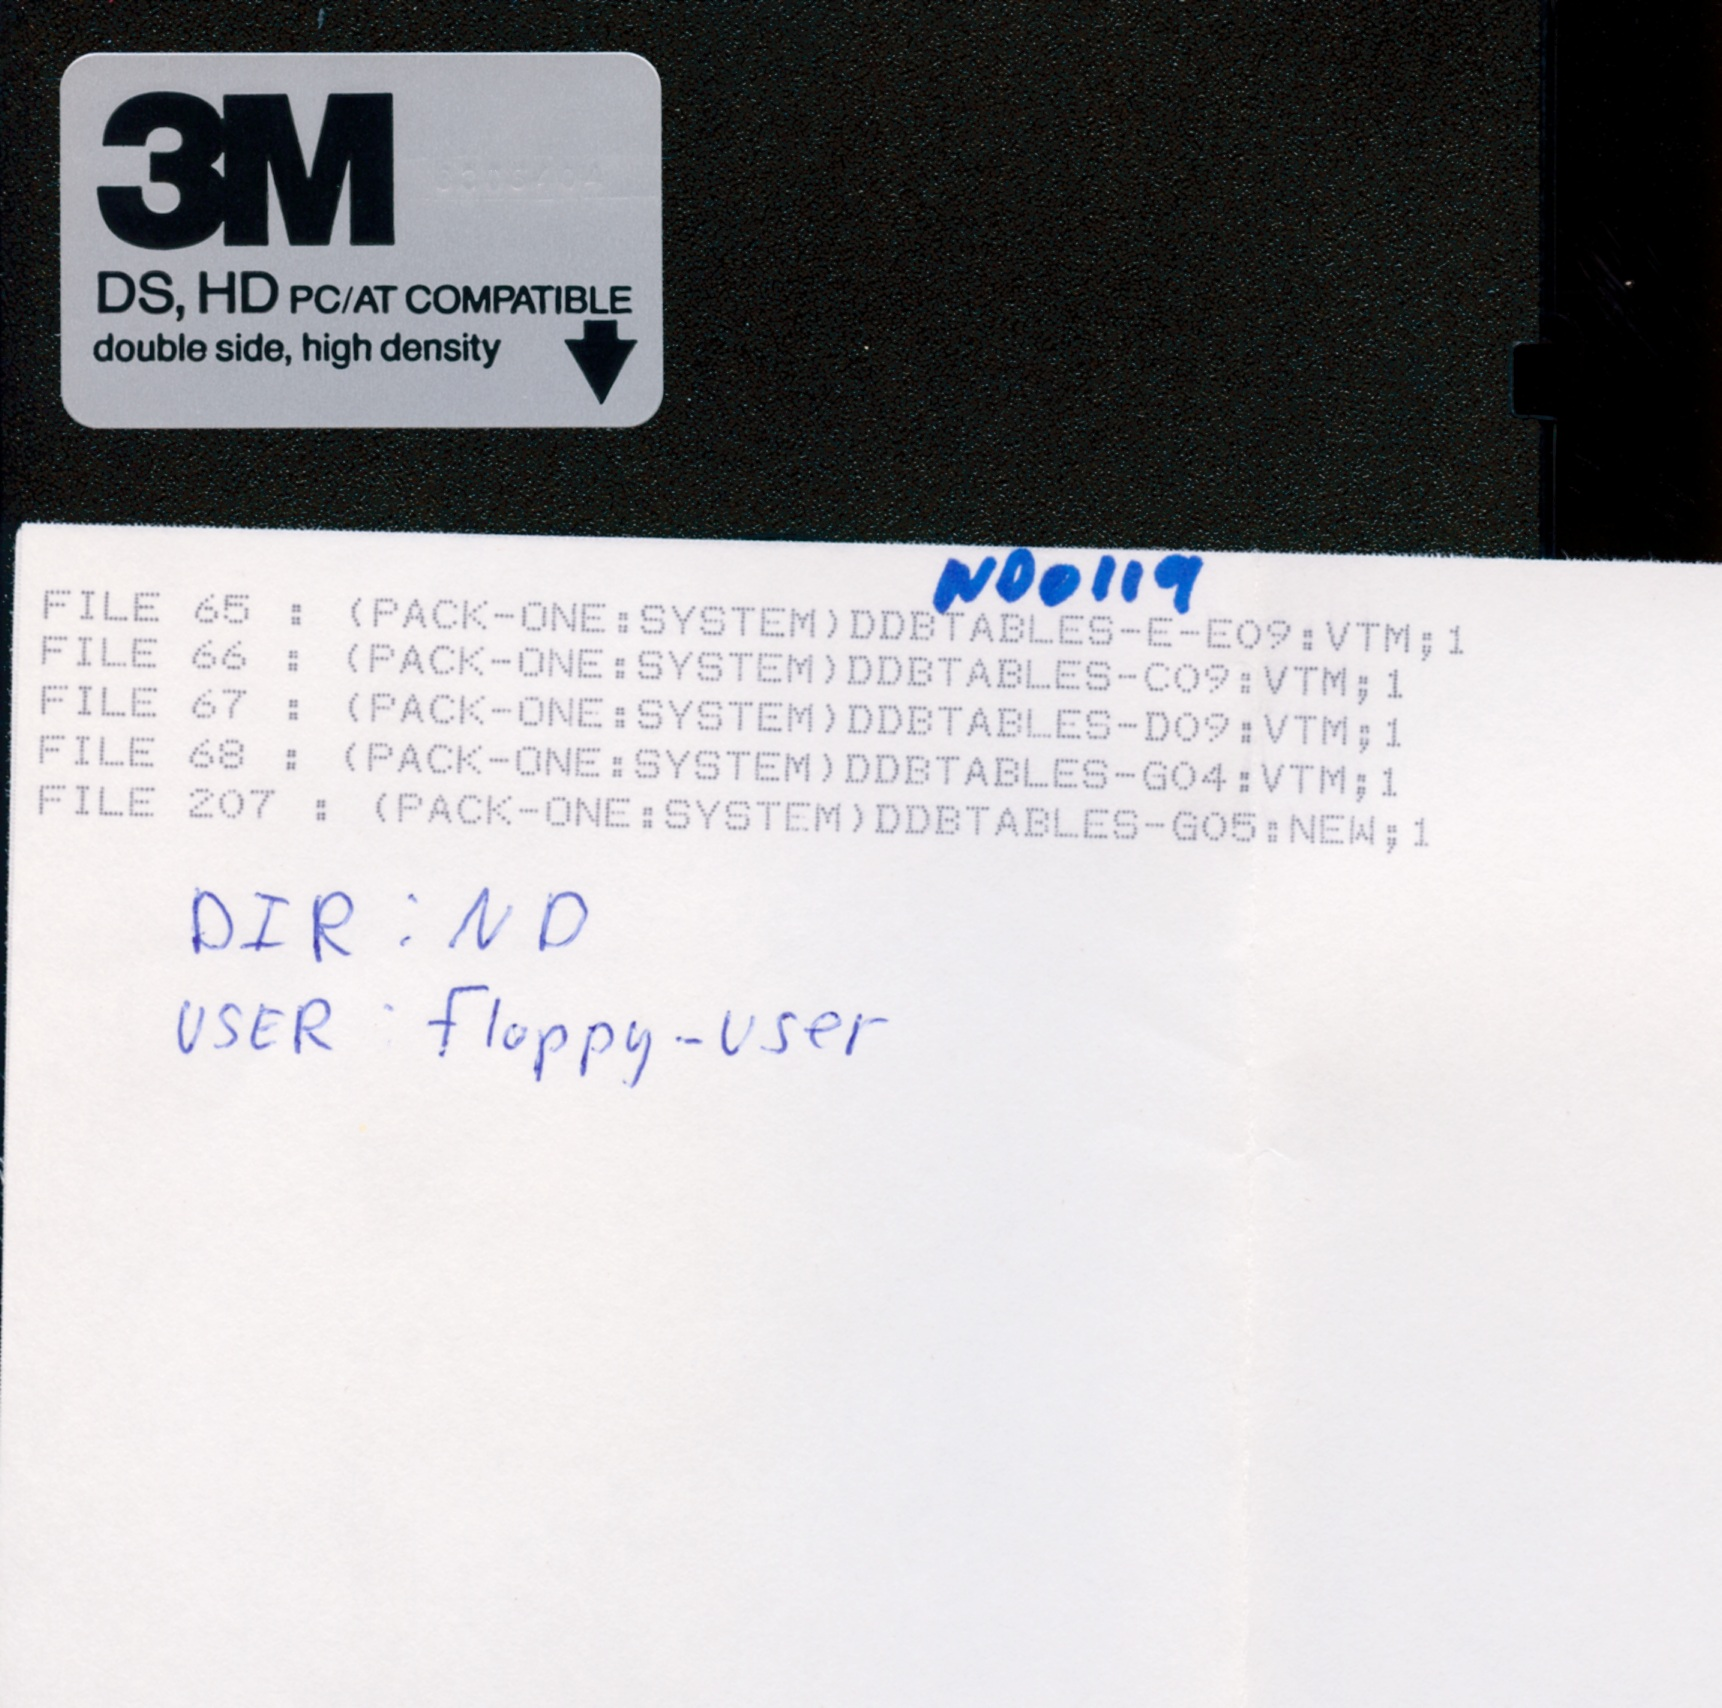 3M
DS, HD PC/AT COMPATIBLE
double side, high density
ND0119
FILE 65 : (PACK-ONE:SYSTEM)DDBTABLES-E-E09:VTM;1
FILE 66 : (PACK-ONE:SYSTEM)DDBTABLES-C09:VTM;1
FILE 67 : (PACK-ONE:SYSTEM)DDBTABLES-D09:VTM;1
FILE 68 : (PACK-ONE:SYSTEM)DDBTABLES-G04:VTM;1
FILE 207 : (PACK-ONE:SYSTEM)DDBTABLES-G05:NEW;1
DIR : ND
USER : floppy-user